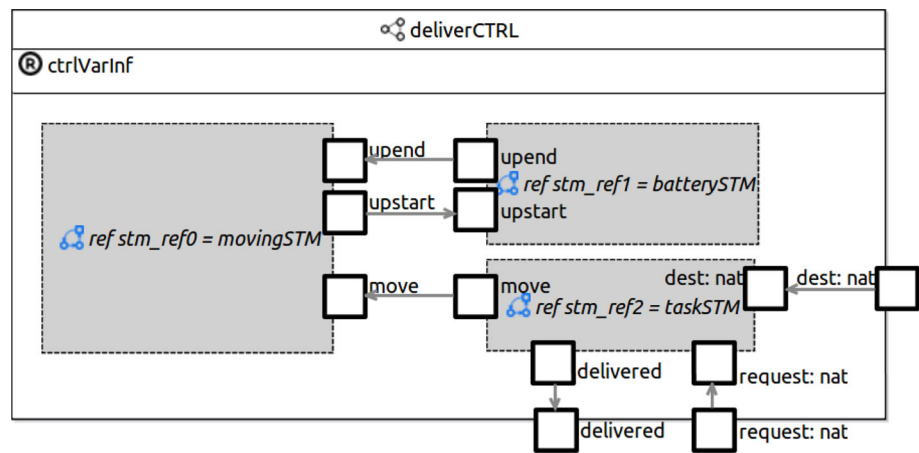 deliverCTRL
ctrlVarInf
upend
upend
ref stm_ref1 = batterySTM
upstart
upstart
ref stm_ref0 = movingSTM
dest: nat
dest: nat
move
move
ref stm_ref2 = taskSTM
delivered
request: nat
delivered
request: nat